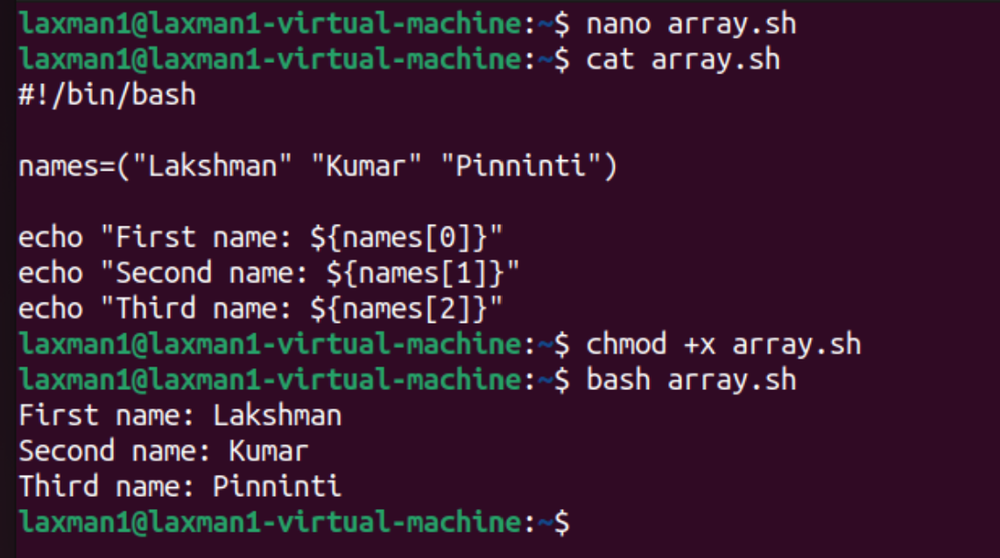 laxman1@laxman1-virtual-machine:~$ nano array.sh
laxman1@laxman1-virtual-machine:~$ cat array.sh
#!/bin/bash

names=("Lakshman" "Kumar" "Pinninti")

echo "First name: ${names[0]}"
echo "Second name: ${names[1]}"
echo "Third name: ${names[2]}"
laxman1@laxman1-virtual-machine:~$ chmod +x array.sh
laxman1@laxman1-virtual-machine:~$ bash array.sh
First name: Lakshman
Second name: Kumar
Third name: Pinninti
laxman1@laxman1-virtual-machine:~$